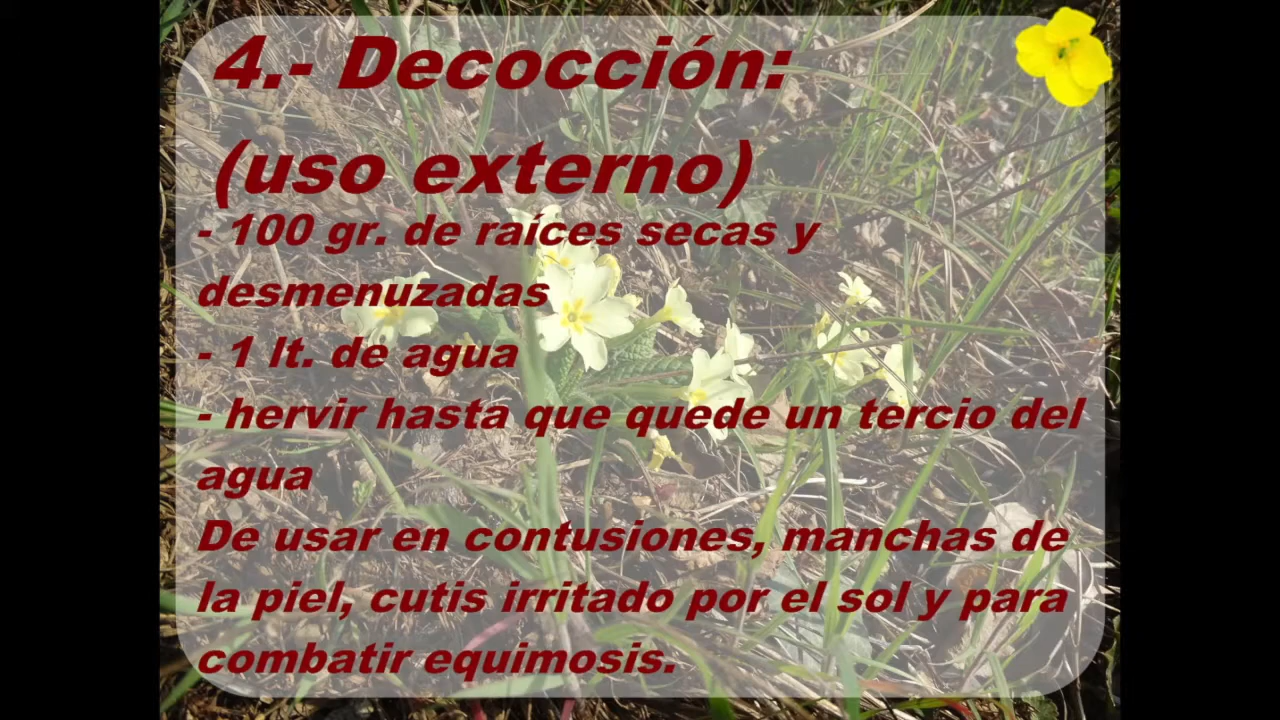 4.- Decocción:
(uso externo)
- 100 gr. de raíces secas y
desmenuzadas
- 1 lt. de agua
- hervir hasta que quede un tercio del
agua
De usar en contusiones, manchas de
la piel, cutis irritado por el sol y para
combatir equimosis.